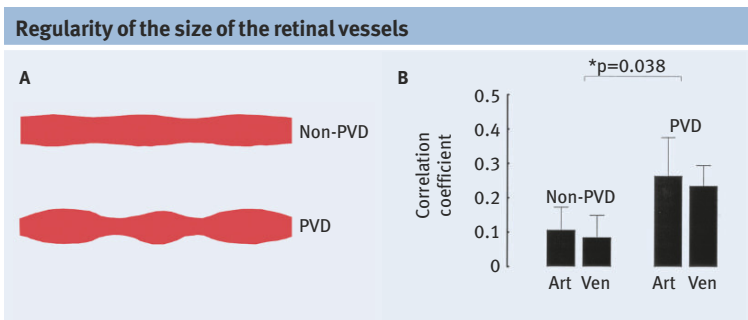 Regularity of the size of the retinal vessels
A
Non-PVD
PVD
B
*p=0.038
Correlation
coefficient
0.5
0.4
0.3
0.2
0.1
0
Non-PVD
PVD
Art Ven
Art Ven